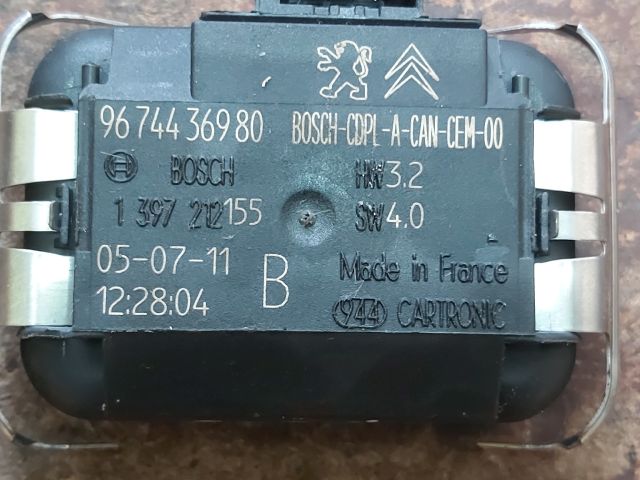 96 744 369 80 BOSCH-CDPL-A-CAN-CEM-00
BOSCH HW3.2
1 397 212155 SW4.0
05-07-11 B Made in France
12:28:04 944 CARTRONIC